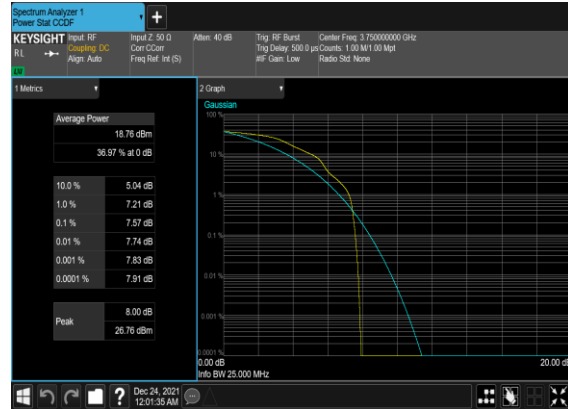 Spectrum Analyzer 1
Power Stat CCDF
KEYSIGHT
RL
Input: RF
Coupling: DC
Align: Auto
Input Z: 50 Ω
Corr CCorr
Freq Ref: Int (S)
Atten: 40 dB
Trig: RF Burst
Trig Delay: 500.0 µs
#IF Gain: Low
Center Freq: 3.750000000 GHz
Counts: 1.00 M/1.00 Mpt
Radio Std: None
1 Metrics
Average Power
18.76 dBm
36.97 % at 0 dB
10.0 % 5.04 dB
1.0 % 7.21 dB
0.1 % 7.57 dB
0.01 % 7.74 dB
0.001 % 7.83 dB
0.0001 % 7.91 dB
Peak
8.00 dB
26.76 dBm
2 Graph
Gaussian
100 %
10 %
1 %
0.1 %
0.01 %
0.001 %
0.0001 %
0.00 dB
20.00 dB
Info BW 25.000 MHz
Dec 24, 2021
12:01:35 AM